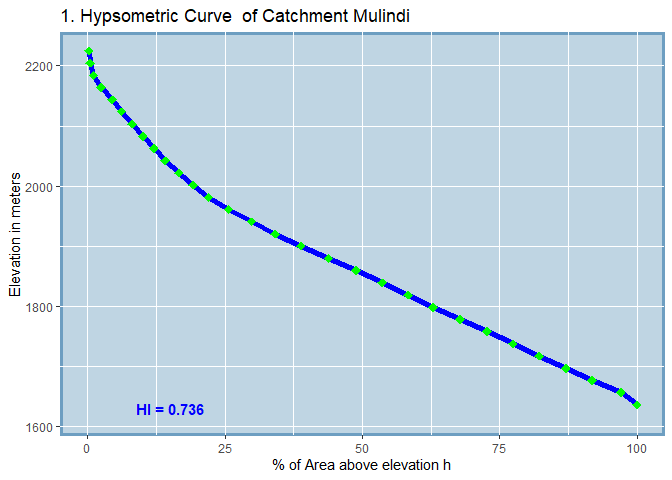 1. Hypsometric Curve  of Catchment Mulindi
Elevation in meters
2200
2000
1800
1600
HI = 0.736
0 25 50 75 100
% of Area above elevation h